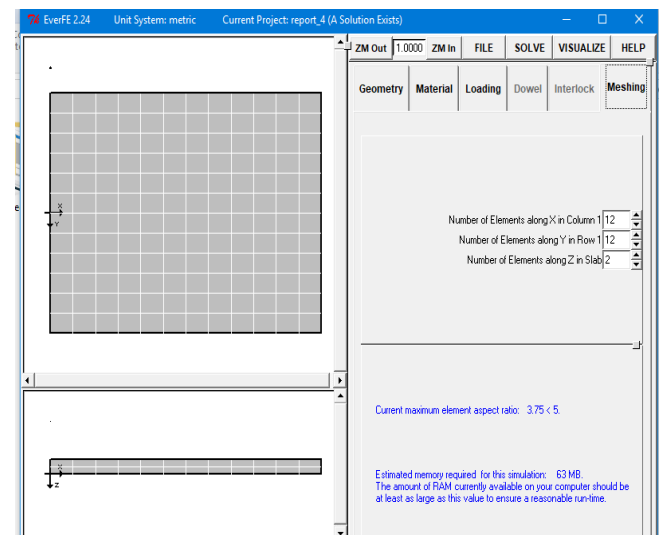 EverFE 2.24 Unit System: metric Current Project: report_4 (A Solution Exists)
ZM Out 1.0000 ZM In FILE SOLVE VISUALIZE HELP
Geometry Material Loading Dowel Interlock Meshing
X
Y
Number of Elements along X in Column 1 12
Number of Elements along Y in Row 1 12
Number of Elements along Z in Slab 2
Current maximum element aspect ratio: 3.75 < 5.
X
Z
Estimated memory required for this simulation: 63 MB.
The amount of RAM currently available on your computer should be
at least as large as this value to ensure a reasonable run-time.